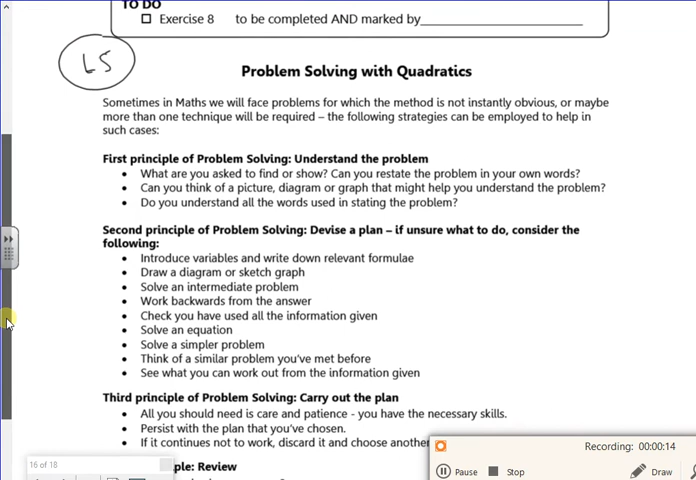 TO DO
Exercise 8 to be completed AND marked by
L5
Problem Solving with Quadratics
Sometimes in Maths we will face problems for which the method is not instantly obvious, or maybe
more than one technique will be required – the following strategies can be employed to help in
such cases:
First principle of Problem Solving: Understand the problem
• What are you asked to find or show? Can you restate the problem in your own words?
• Can you think of a picture, diagram or graph that might help you understand the problem?
• Do you understand all the words used in stating the problem?
Second principle of Problem Solving: Devise a plan – if unsure what to do, consider the
following:
• Introduce variables and write down relevant formulae
• Draw a diagram or sketch graph
• Solve an intermediate problem
• Work backwards from the answer
• Check you have used all the information given
• Solve an equation
• Solve a simpler problem
• Think of a similar problem you've met before
• See what you can work out from the information given
Third principle of Problem Solving: Carry out the plan
• All you should need is care and patience - you have the necessary skills.
• Persist with the plan that you've chosen.
• If it continues not to work, discard it and choose another
Recording: 00:00:14
16 of 18
ple: Review
Pause Stop Draw